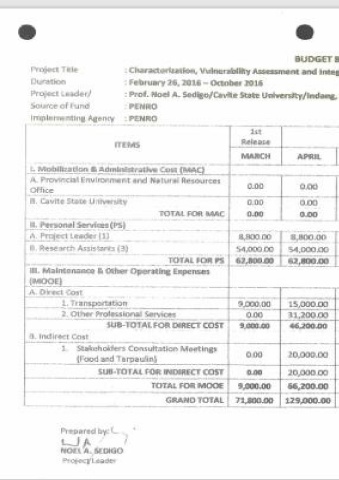 BUDGET B
Project Title : Characterization, Vulnerability Assessment and Integ
Duration : February 26, 2016 – October 2016
Project Leader/ : Prof. Noel A. Sedigo/Cavite State University/Indang,
Source of Fund : PENRO
Implementing Agency : PENRO
ITEMS 1st Release
MARCH APRIL
I. Mobilization & Administrative Cost (MAC)
A. Provincial Environment and Natural Resources
Office 0.00 0.00
B. Cavite State University 0.00 0.00
TOTAL FOR MAC 0.00 0.00
II. Personal Services (PS)
A. Project Leader (1) 8,800.00 8,800.00
B. Research Assistants (3) 54,000.00 54,000.00
TOTAL FOR PS 62,800.00 62,800.00
III. Maintenance & Other Operating Expenses
(MOOE)
A. Direct Cost
1. Transportation 9,000.00 15,000.00
2. Other Professional Services 0.00 31,200.00
SUB-TOTAL FOR DIRECT COST 9,000.00 46,200.00
B. Indirect Cost
1. Stakeholders Consultation Meetings
(Food and Tarpaulin) 0.00 20,000.00
SUB-TOTAL FOR INDIRECT COST 0.00 20,000.00
TOTAL FOR MOOE 9,000.00 66,200.00
GRAND TOTAL 71,800.00 129,000.00
Prepared by:
NOEL A. SEDIGO
Project Leader